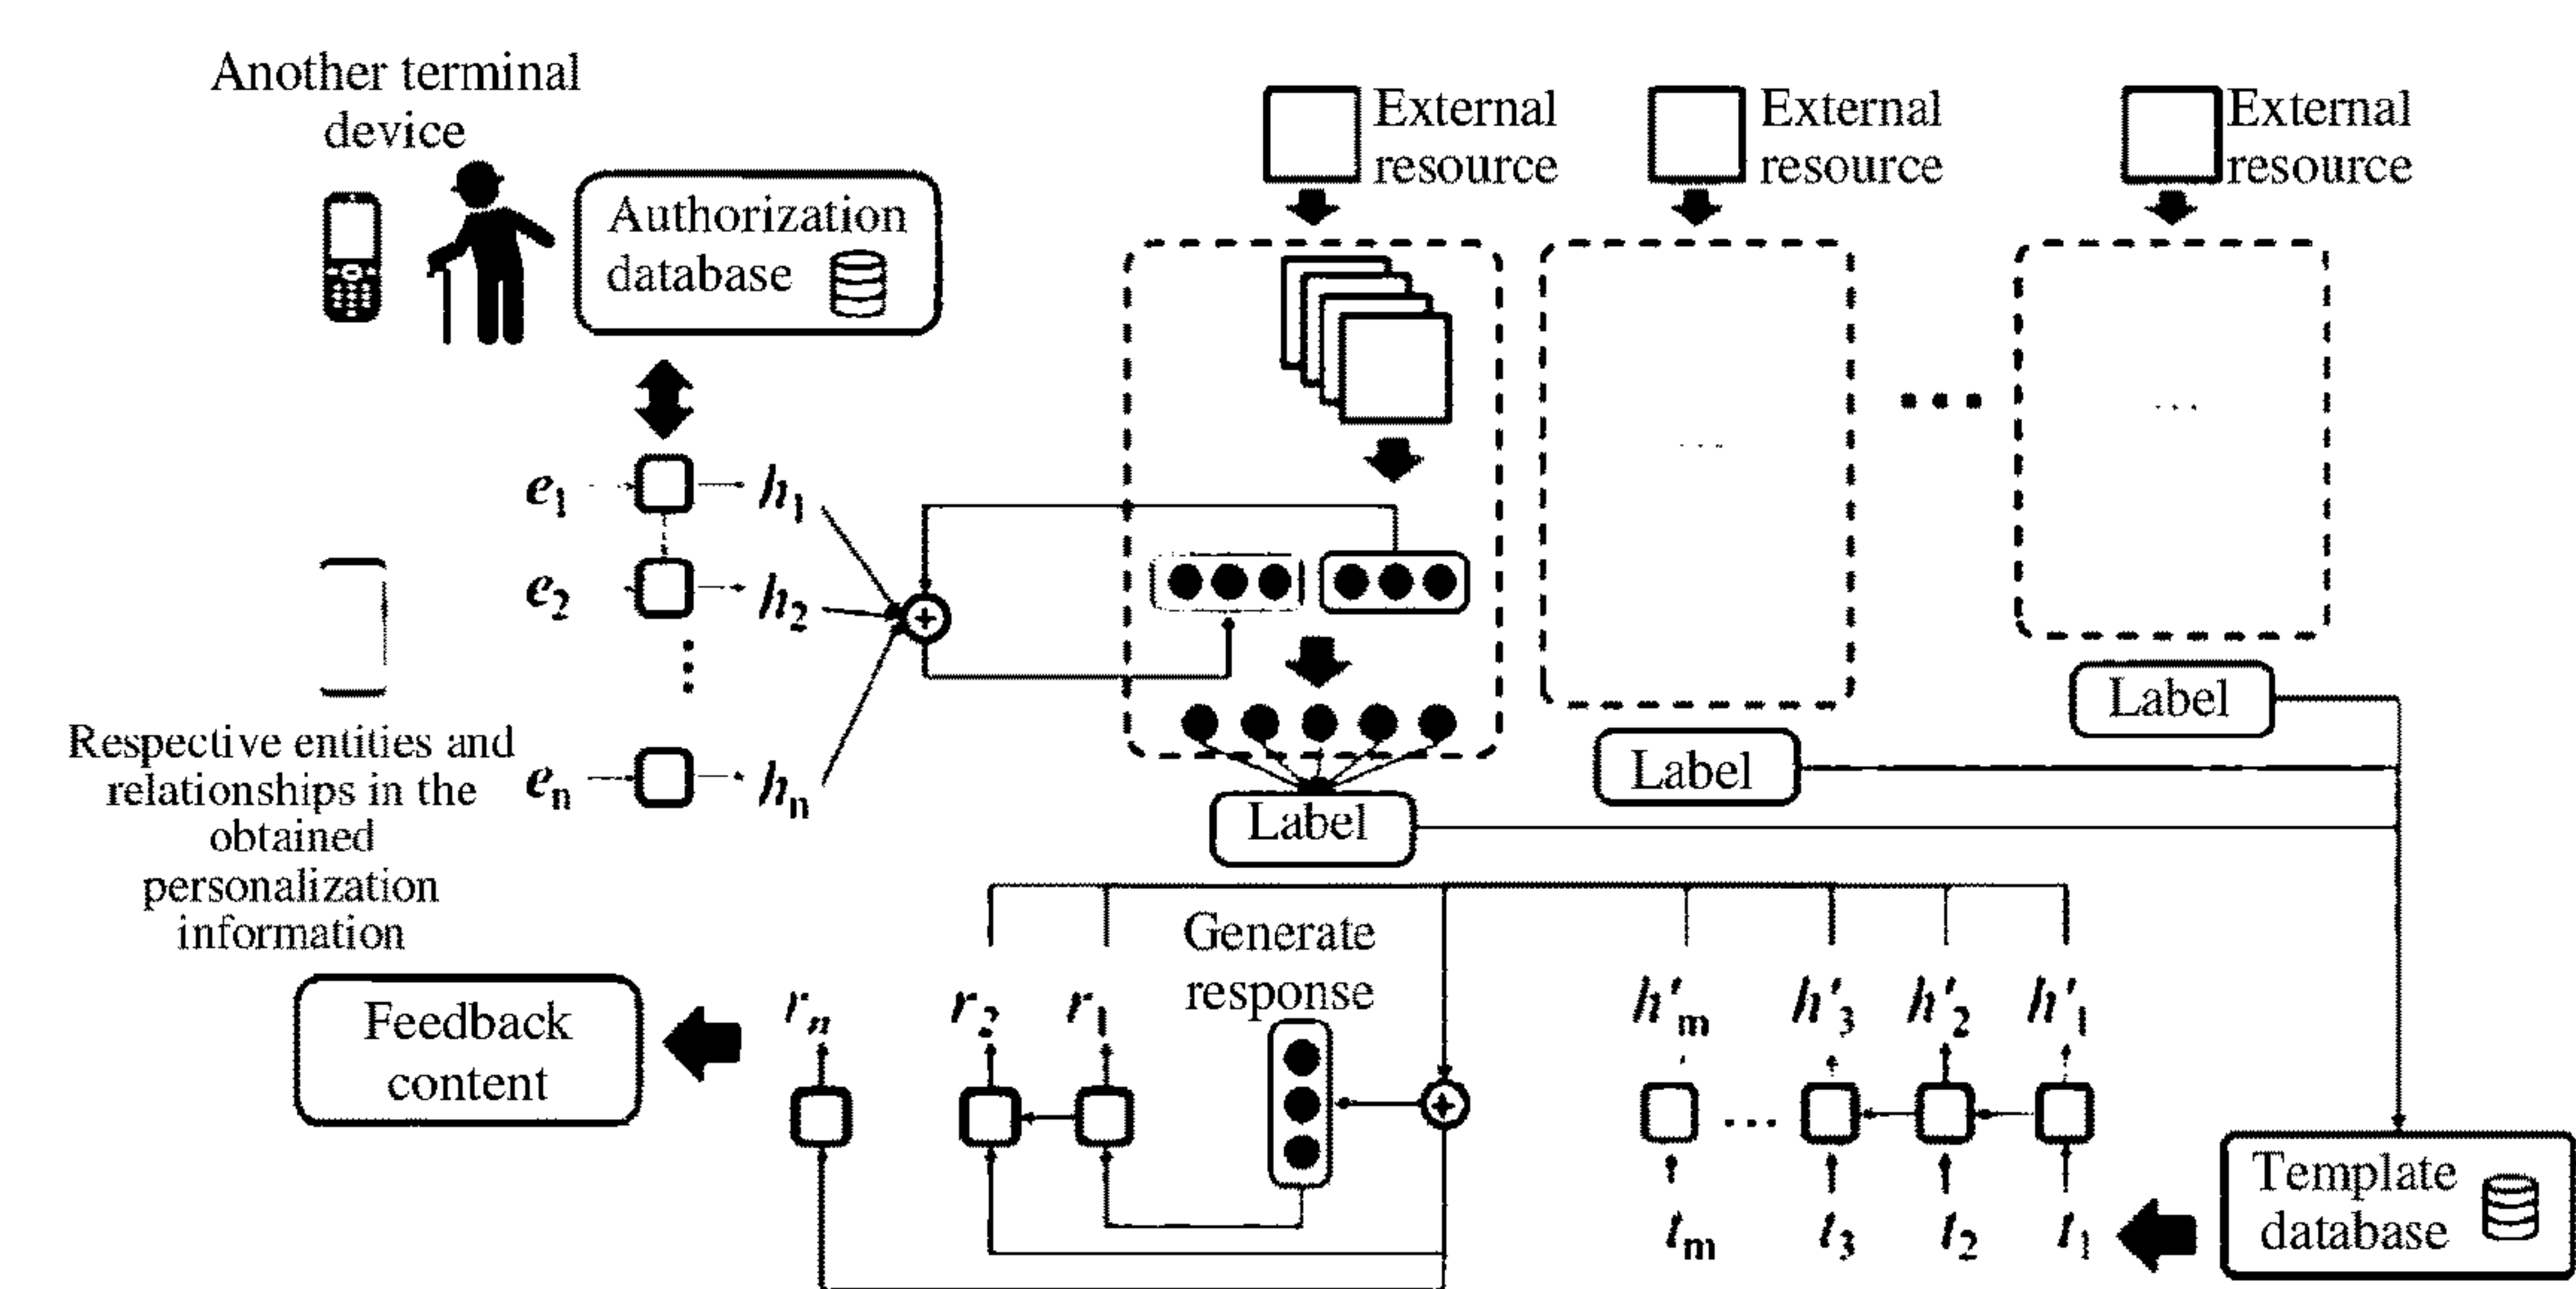 Another terminal
device
Authorization
database
External
resource
External
resource
External
resource
e1
h1
e2
h2
en
hn
Respective entities and
relationships in the
obtained
personalization
information
Label
Label
Label
Generate
response
Feedback
content
rn
r2
r1
h'm
h'3
h'2
h'1
tm
t3
t2
t1
Template
database